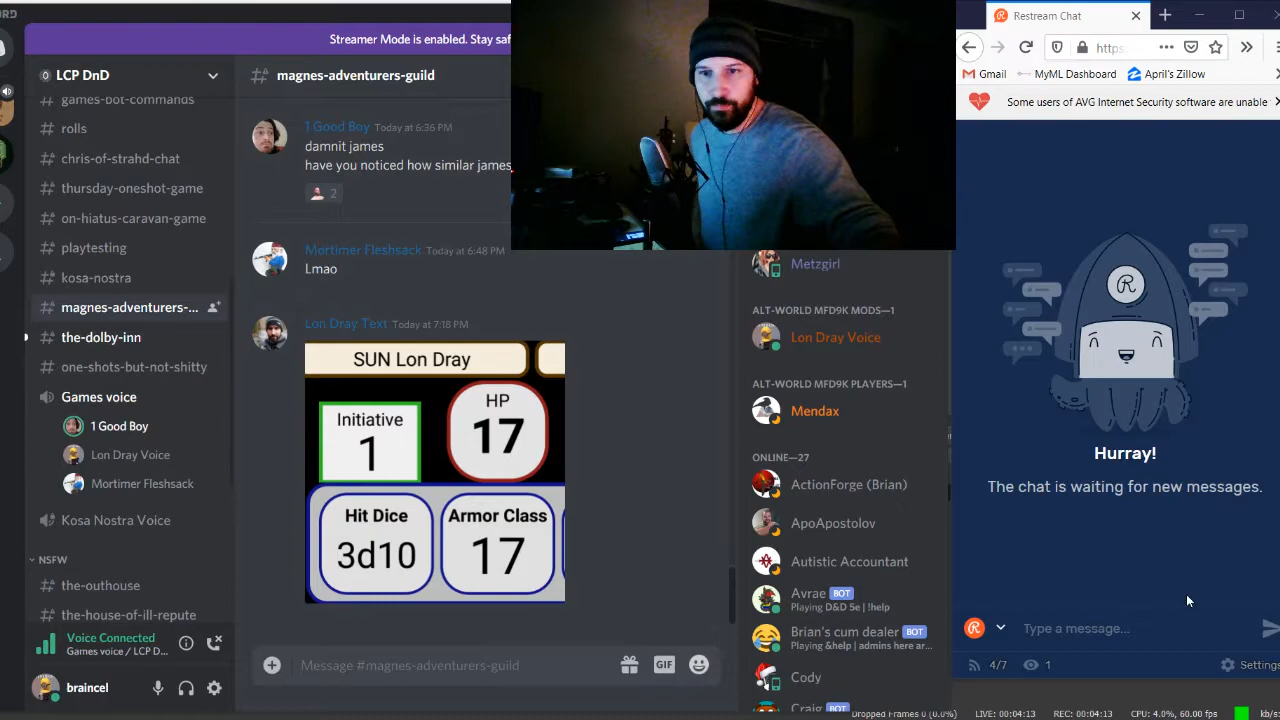 ORD
Streamer Mode is enabled. Stay saf
LCP DnD
games-bot-commands
rolls
chris-of-strahd-chat
thursday-oneshot-game
on-hiatus-caravan-game
playtesting
kosa-nostra
magnes-adventurers-...
the-dolby-inn
one-shots-but-not-shitty
Games voice
1 Good Boy
Lon Dray Voice
Mortimer Fleshsack
Kosa Nostra Voice
NSFW
the-outhouse
the-house-of-ill-repute
Voice Connected
Games voice / LCP D...
braincel
magnes-adventurers-guild
1 Good Boy Today at 6:36 PM
damnit james
have you noticed how similar james
2
Mortimer Fleshsack Today at 6:48 PM
Lmao
Lon Dray Text Today at 7:18 PM
SUN Lon Dray
Initiative
1
HP
17
Hit Dice
3d10
Armor Class
17
Message #magnes-adventurers-guild
GIF
Metzgirl
ALT-WORLD MFD9K MODS—1
Lon Dray Voice
ALT-WORLD MFD9K PLAYERS—1
Mendax
ONLINE—27
ActionForge (Brian)
ApoApostolov
Autistic Accountant
Avrae BOT
Playing D&D 5e | !help
Brian's cum dealer BOT
Playing &help | admins here ar...
Cody
Craig BOT
Restream Chat
https
Gmail
MyML Dashboard
April's Zillow
Some users of AVG Internet Security software are unable
R
Hurray!
The chat is waiting for new messages.
Type a message...
4/7
1
Settings
Dropped Frames 0 (0.0%)
LIVE: 00:04:13
REC: 00:04:13
CPU: 4.0%, 60.00 fps
kb/s